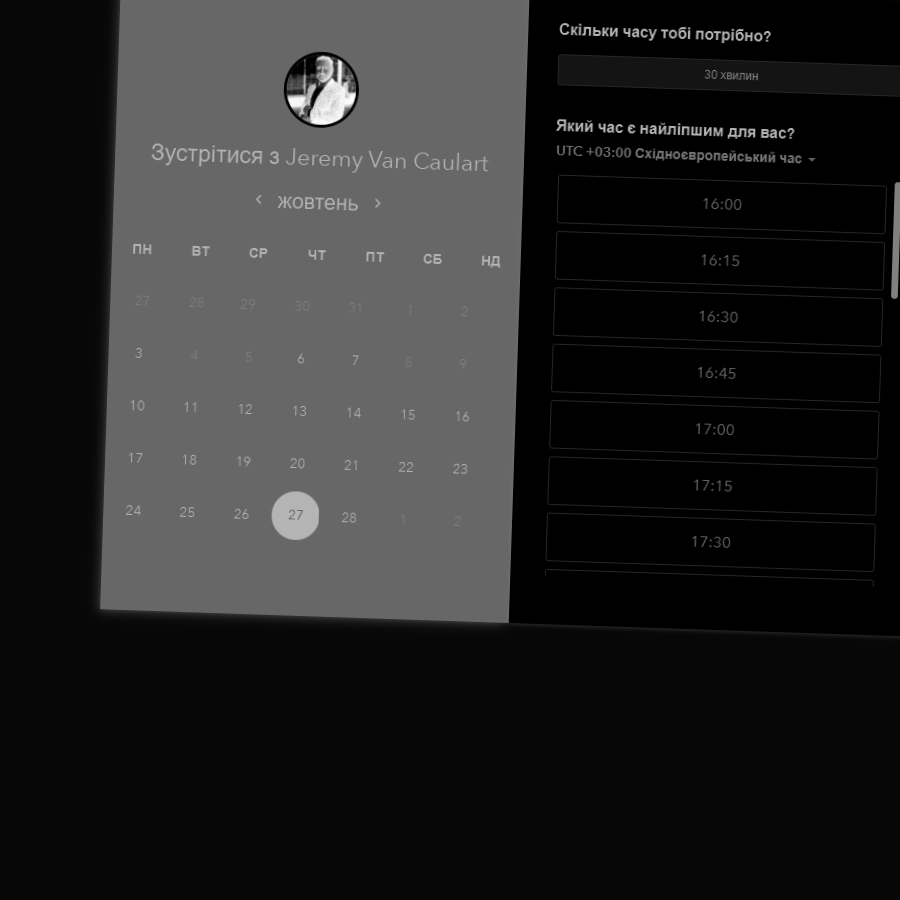 Зустрітися з Jeremy Van Caulart
‹ жовтень ›
ПН ВТ СР ЧТ ПТ СБ НД
27 28 29 30 31 1 2
3 4 5 6 7 8 9
10 11 12 13 14 15 16
17 18 19 20 21 22 23
24 25 26 27 28 1 2
Скільки часу тобі потрібно?
30 хвилин
Який час є найліпшим для вас?
UTC +03:00 Східноєвропейський час
16:00
16:15
16:30
16:45
17:00
17:15
17:30